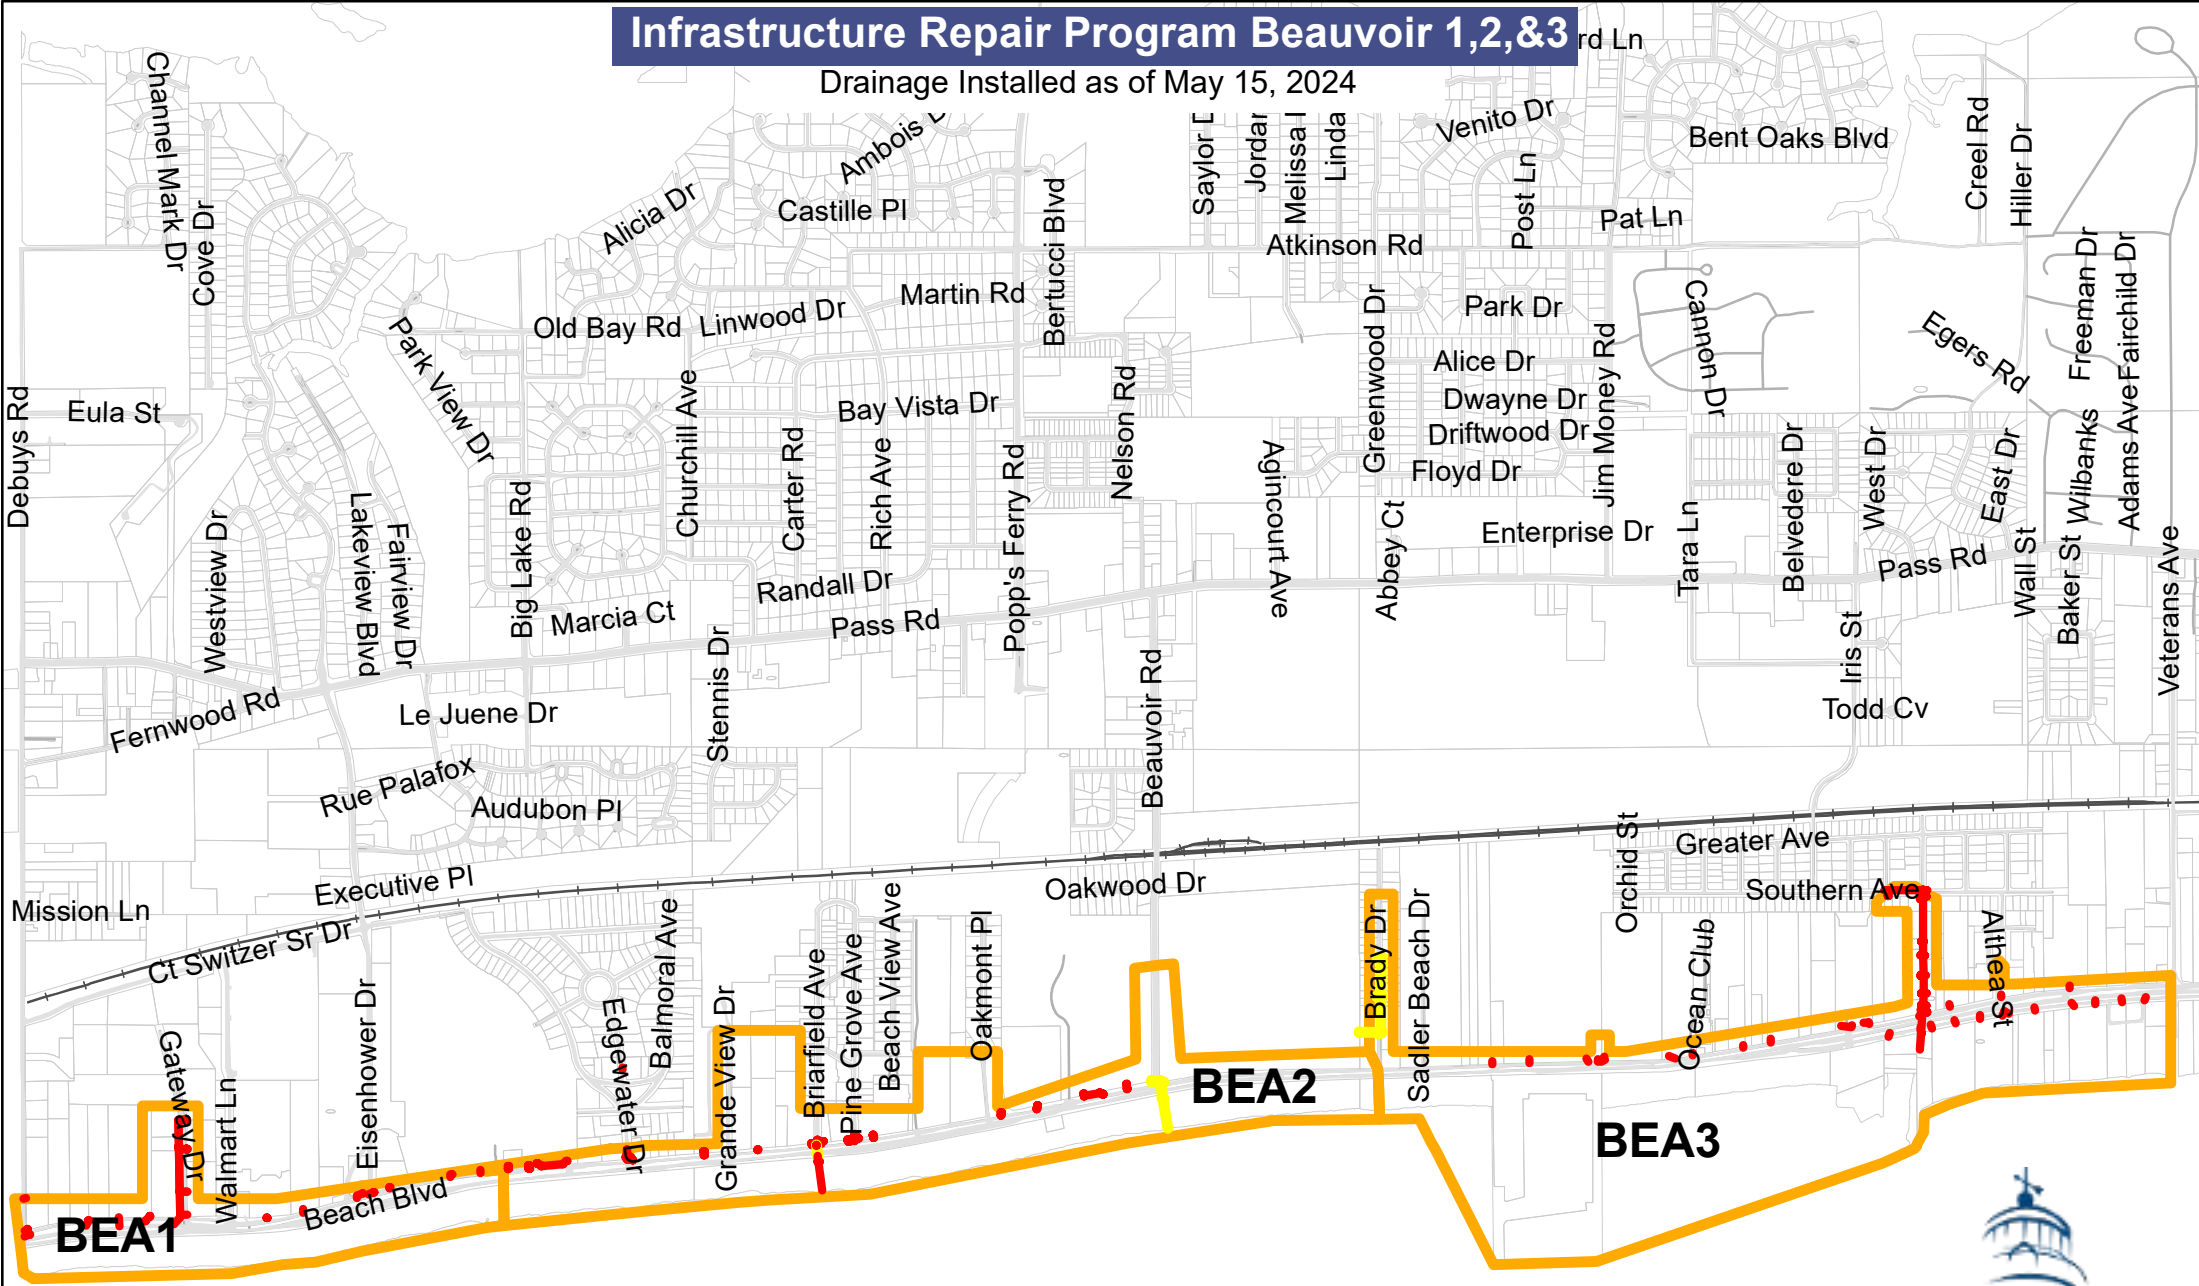 Infrastructure Repair Program Beauvoir 1,2,&3
rd Ln
Drainage Installed as of May 15, 2024
Channel Mark Dr
Cove Dr
Alicia Dr
Ambois D
Castille Pl
Bertucci Blvd
Saylor
Jordan
Melissa
Linda
Venito Dr
Post Ln
Bent Oaks Blvd
Creel Rd
Hiller Dr
Pat Ln
Atkinson Rd
Martin Rd
Old Bay Rd
Linwood Dr
Park View Dr
Greenwood Dr
Park Dr
Cannon Dr
Freeman Dr
Fairchild Dr
Egers Rd
Alice Dr
Jim Money Rd
Debuys Rd
Eula St
Churchill Ave
Bay Vista Dr
Nelson Rd
Dwayne Dr
Driftwood Dr
Floyd Dr
Belvedere Dr
West Dr
East Dr
Wilbanks
Adams Ave
Westview Dr
Lakeview Blvd
Fairview Dr
Big Lake Rd
Carter Rd
Rich Ave
Popp's Ferry Rd
Agincourt Ave
Abbey Ct
Enterprise Dr
Tara Ln
Pass Rd
Wall St
Baker St
Veterans Ave
Randall Dr
Marcia Ct
Pass Rd
Stennis Dr
Iris St
Fernwood Rd
Le Juene Dr
Beauvoir Rd
Todd Cv
Rue Palafox
Audubon Pl
Orchid St
Greater Ave
Executive Pl
Oakwood Dr
Southern Ave
Mission Ln
Ct Switzer Sr Dr
Balmoral Ave
Briarfield Ave
Pine Grove Ave
Beach View Ave
Oakmont Pl
Brady Dr
Sadler Beach Dr
Ocean Club
Althea St
Gateway Dr
Walmart Ln
Eisenhower Dr
Edgewater Dr
Grande View Dr
Beach Blvd
BEA1
BEA2
BEA3